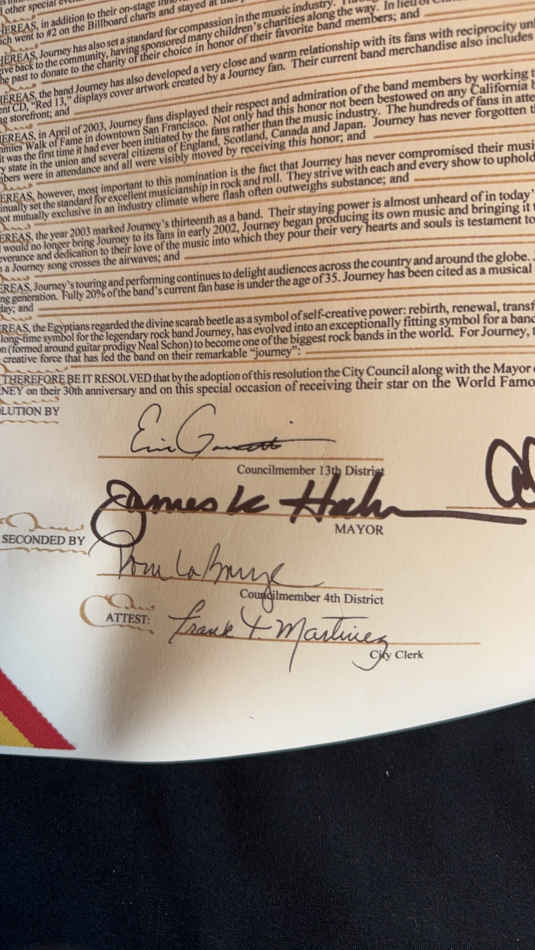 other special
WHEREAS, in addition to their on-stage
ich went to #2 on the Billboard charts and stayed at
HEREAS, Journey has also set a standard for compassion in the music industry.
ive back to the community, having sponsored many children's charities along the way. In lieu of
he past to donate to the charity of their choice in honor of their favorite band members; and
HEREAS, the band Journey has also developed a very close and warm relationship with its fans with reciprocity
ent CD, "Red 13," displays cover artwork created by a Journey fan. Their current band merchandise also includes
storefront; and
EREAS, in April of 2003, Journey fans displayed their respect and admiration of the band members by working
Walk of Fame in downtown San Francisco. Not only had this honor not been bestowed on any California
it was the first time it had ever been initiated by the fans rather than the music industry. The hundreds of fans in atte
y state in the union and several citizens of England, Scotland, Canada and Japan. Journey has never forgotten
bers were in attendance and all were visibly moved by receiving this honor; and
EREAS, however, most important to this nomination is the fact that Journey has never compromised their musi
inually set the standard for excellent musicianship in rock and roll. They strive with each and every show to uphold
not mutually exclusive in an industry climate where flash often outweighs substance; and
EREAS, the year 2003 marked Journey's thirteenth as a band. Their staying power is almost unheard of in today'
would no longer bring Journey to its fans in early 2002, Journey began producing its own music and bringing it
verance and dedication to their love of the music into which they pour their very hearts and souls is testament to
a Journey song crosses the airwaves; and
EREAS, Journey's touring and performing continues to delight audiences across the country and around the globe.
ng generation. Fully 20% of the band's current fan base is under the age of 35. Journey has been cited as a musical
day; and
REAS, the Egyptians regarded the divine scarab beetle as a symbol of self-creative power: rebirth, renewal, transf
long-time symbol for the legendary rock band Journey, has evolved into an exceptionally fitting symbol for a band
n (formed around guitar prodigy Neal Schon) to become one of the biggest rock bands in the world. For Journey,
creative force that has led the band on their remarkable "journey":
THEREFORE BE IT RESOLVED that by the adoption of this resolution the City Council along with the Mayor
NEY on their 30th anniversary and on this special occasion of receiving their star on the World Famo
LUTION BY
Councilmember 13th District
James K Hahn
MAYOR
SECONDED BY
Tom LaBonge
Councilmember 4th District
ATTEST:
Frank T Martinez
City Clerk